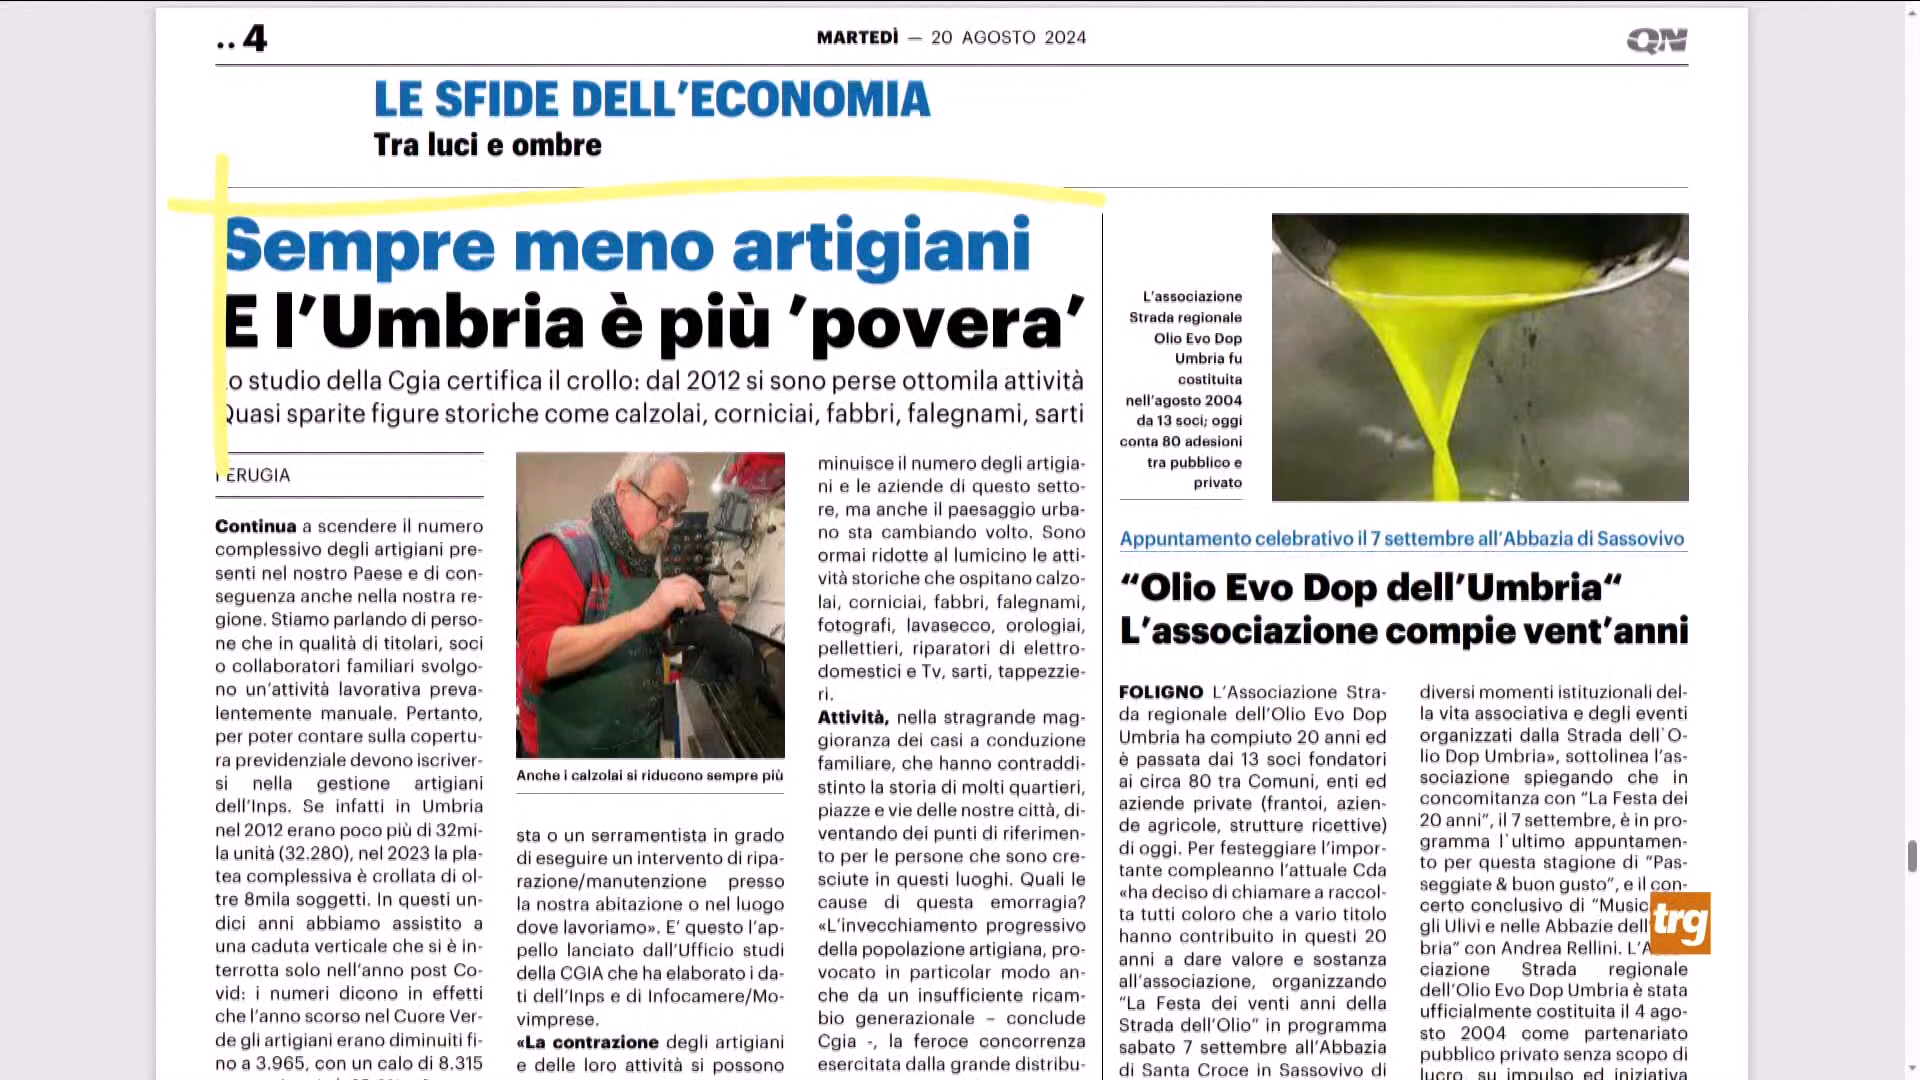 ..4
MARTEDÌ — 20 AGOSTO 2024
QN
LE SFIDE DELL’ECONOMIA
Tra luci e ombre
Sempre meno artigiani
E l’Umbria è più ’povera’
o studio della Cgia certifica il crollo: dal 2012 si sono perse ottomila attività
Quasi sparite figure storiche come calzolai, corniciai, fabbri, falegnami, sarti
ERUGIA
Continua a scendere il numero
complessivo degli artigiani pre-
senti nel nostro Paese e di con-
seguenza anche nella nostra re-
gione. Stiamo parlando di perso-
ne che in qualità di titolari, soci
o collaboratori familiari svolgo-
no un’attività lavorativa preva-
lentemente manuale. Pertanto,
per poter contare sulla copertu-
ra previdenziale devono iscriver-
si nella gestione artigiani
dell’Inps. Se infatti in Umbria
nel 2012 erano poco più di 32mi-
la unità (32.280), nel 2023 la pla-
tea complessiva è crollata di ol-
tre 8mila soggetti. In questi un-
dici anni abbiamo assistito a
una caduta verticale che si è in-
terrotta solo nell’anno post Co-
vid: i numeri dicono in effetti
che l’anno scorso nel Cuore Ver-
de gli artigiani erano diminuiti fi-
no a 3.965, con un calo di 8.315
Anche i calzolai si riducono sempre più
sta o un serramentista in grado
di eseguire un intervento di ripa-
razione/manutenzione presso
la nostra abitazione o nel luogo
dove lavoriamo». E’ questo l’ap-
pello lanciato dall’Ufficio studi
della CGIA che ha elaborato i da-
ti dell’Inps e di Infocamere/Mo-
vimprese.
«La contrazione degli artigiani
e delle loro attività si possono
minuisce il numero degli artigia-
ni e le aziende di questo setto-
re, ma anche il paesaggio urba-
no sta cambiando volto. Sono
ormai ridotte al lumicino le atti-
vità storiche che ospitano calzo-
lai, corniciai, fabbri, falegnami,
fotografi, lavasecco, orologiai,
pellettieri, riparatori di elettro-
domestici e Tv, sarti, tappezzie-
ri.
Attività, nella stragrande mag-
gioranza dei casi a conduzione
familiare, che hanno contraddi-
stinto la storia di molti quartieri,
piazze e vie delle nostre città, di-
ventando dei punti di riferimen-
to per le persone che sono cre-
sciute in questi luoghi. Quali le
cause di questa emorragia?
«L’invecchiamento progressivo
della popolazione artigiana, pro-
vocato in particolar modo an-
che da un insufficiente ricam-
bio generazionale – conclude
Cgia -, la feroce concorrenza
esercitata dalla grande distribu-
L’associazione
Strada regionale
Olio Evo Dop
Umbria fu
costituita
nell’agosto 2004
da 13 soci; oggi
conta 80 adesioni
tra pubblico e
privato
Appuntamento celebrativo il 7 settembre all’Abbazia di Sassovivo
“Olio Evo Dop dell’Umbria“
L’associazione compie vent’anni
FOLIGNO L’Associazione Stra-
da regionale dell’Olio Evo Dop
Umbria ha compiuto 20 anni ed
è passata dai 13 soci fondatori
ai circa 80 tra Comuni, enti ed
aziende private (frantoi, azien-
de agricole, strutture ricettive)
di oggi. Per festeggiare l’impor-
tante compleanno l’attuale Cda
«ha deciso di chiamare a raccol-
ta tutti coloro che a vario titolo
hanno contribuito in questi 20
anni a dare valore e sostanza
all’associazione, organizzando
“La Festa dei venti anni della
Strada dell’Olio” in programma
sabato 7 settembre all’Abbazia
di Santa Croce in Sassovivo di
diversi momenti istituzionali del-
la vita associativa e degli eventi
organizzati dalla Strada dell`O-
lio Dop Umbria», sottolinea l’as-
sociazione spiegando che in
concomitanza con “La Festa dei
20 anni”, il 7 settembre, è in pro-
gramma l`ultimo appuntamen-
to per questa stagione di “Pas-
seggiate & buon gusto”, e il con-
certo conclusivo di “Music
gli Ulivi e nelle Abbazie dell
bria” con Andrea Rellini. L’A
ciazione Strada regionale
dell’Olio Evo Dop Umbria è stata
ufficialmente costituita il 4 ago-
sto 2004 come partenariato
pubblico privato senza scopo di
lucro, su impulso ed iniziativa
trg